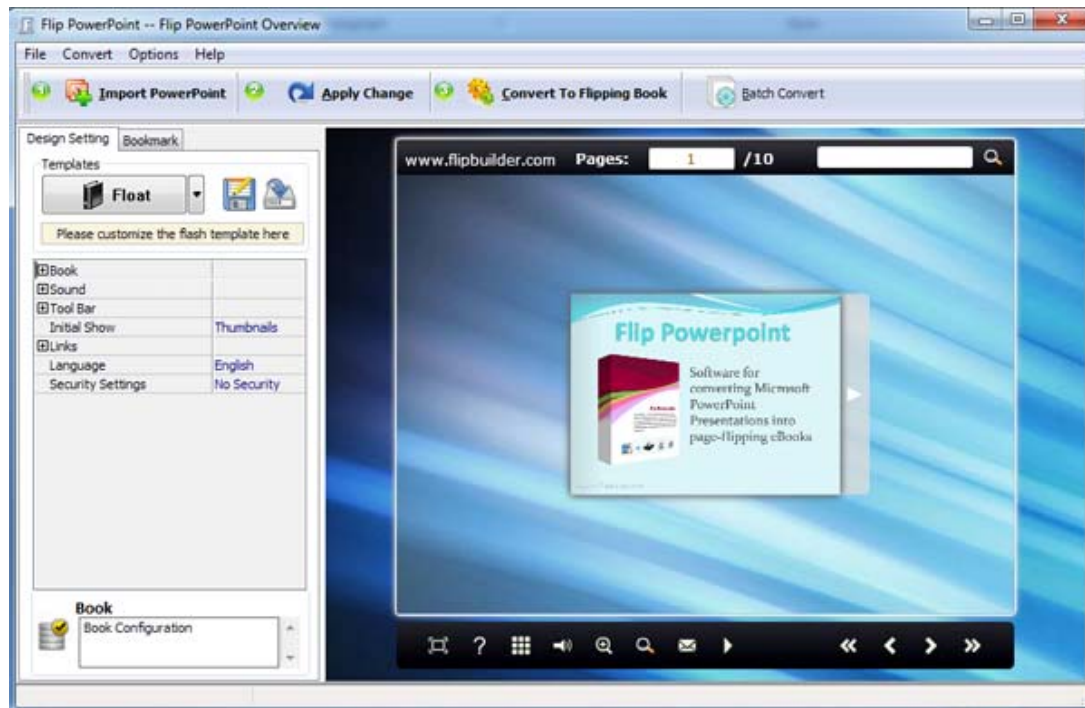 Flip PowerPoint -- Flip PowerPoint Overview
File Convert Options Help
Import PowerPoint Apply Change Convert To Flipping Book Batch Convert
Design Setting Bookmark
Templates
Float
Please customize the flash template here
Book
Sound
Tool Bar
Initial Show Thumbnails
Links
Language English
Security Settings No Security
Book
Book Configuration
www.flipbuilder.com Pages: 1 /10
Flip Powerpoint
Software for
converting Microsoft
PowerPoint
Presentations into
page-flipping eBooks